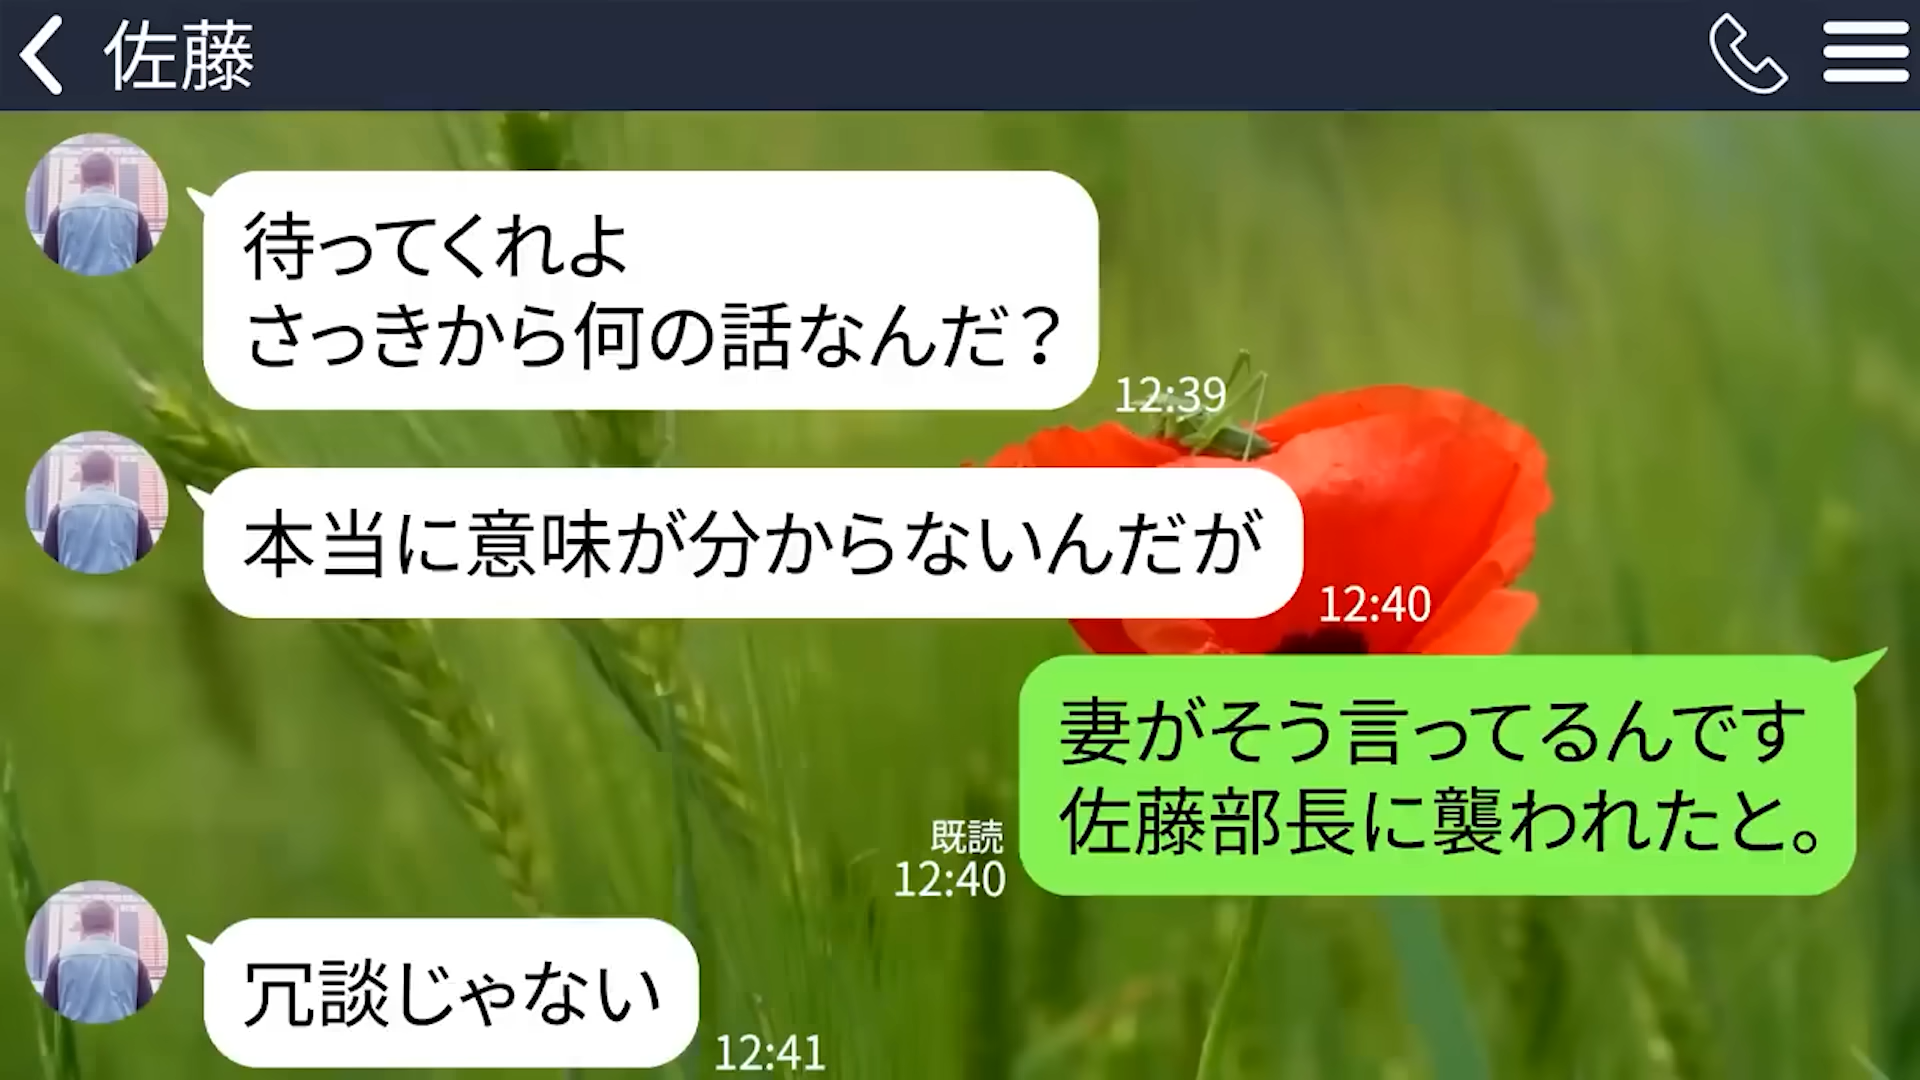 佐藤
待ってくれよ
さっきから何の話なんだ？
12:39
本当に意味が分からないんだが
12:40
妻がそう言ってるんです
佐藤部長に襲われたと。
既読
12:40
冗談じゃない
12:41